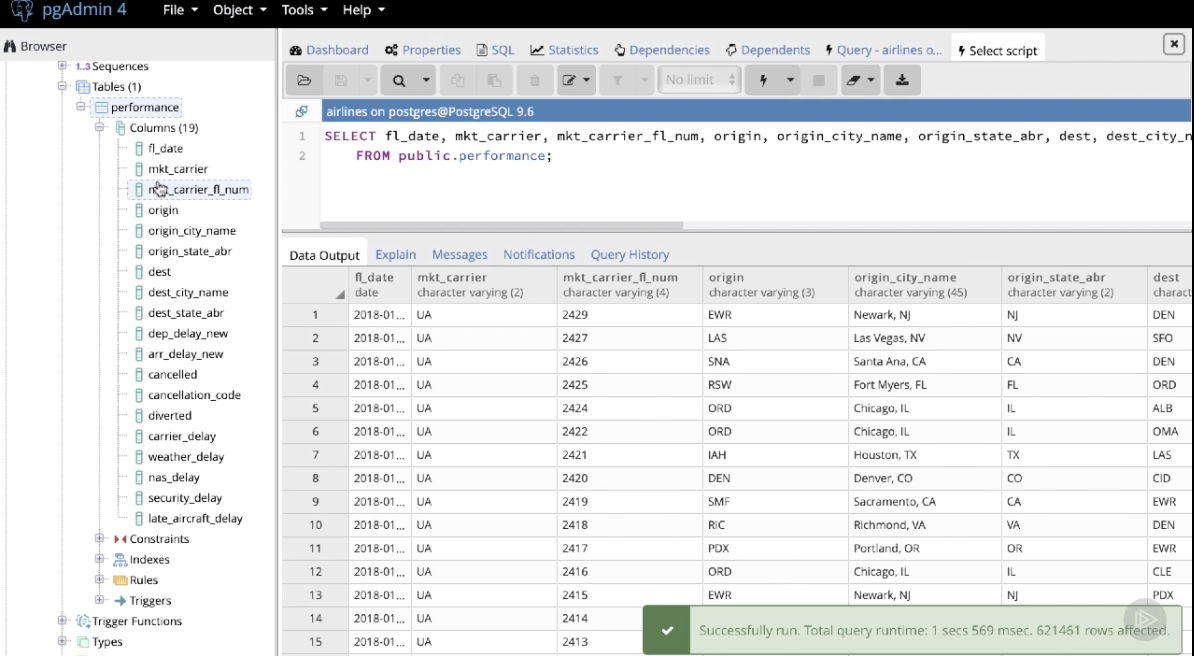 pgAdmin 4 File Object Tools Help
Browser
Dashboard Properties SQL Statistics Dependencies Dependents Query - airlines o... Select script
1..3 Sequences
Tables (1)
performance
Columns (19)
fl_date
mkt_carrier
mkt_carrier_fl_num
origin
origin_city_name
origin_state_abr
dest
dest_city_name
dest_state_abr
dep_delay_new
arr_delay_new
cancelled
cancellation_code
diverted
carrier_delay
weather_delay
nas_delay
security_delay
late_aircraft_delay
Constraints
Indexes
Rules
Triggers
Trigger Functions
Types
No limit
airlines on postgres@PostgreSQL 9.6
1 SELECT fl_date, mkt_carrier, mkt_carrier_fl_num, origin, origin_city_name, origin_state_abr, dest, dest_city_n
2 FROM public.performance;
Data Output Explain Messages Notifications Query History
fl_date mkt_carrier mkt_carrier_fl_num origin origin_city_name origin_state_abr dest
date character varying (2) character varying (4) character varying (3) character varying (45) character varying (2) charact
1 2018-01... UA 2429 EWR Newark, NJ NJ DEN
2 2018-01... UA 2427 LAS Las Vegas, NV NV SFO
3 2018-01... UA 2426 SNA Santa Ana, CA CA DEN
4 2018-01... UA 2425 RSW Fort Myers, FL FL ORD
5 2018-01... UA 2424 ORD Chicago, IL IL ALB
6 2018-01... UA 2422 ORD Chicago, IL IL OMA
7 2018-01... UA 2421 IAH Houston, TX TX LAS
8 2018-01... UA 2420 DEN Denver, CO CO CID
9 2018-01... UA 2419 SMF Sacramento, CA CA EWR
10 2018-01... UA 2418 RIC Richmond, VA VA DEN
11 2018-01... UA 2417 PDX Portland, OR OR EWR
12 2018-01... UA 2416 ORD Chicago, IL IL CLE
13 2018-01... UA 2415 EWR Newark, NJ NJ PDX
14 2018-01... UA 2414
15 2018-01... UA 2413
Successfully run. Total query runtime: 1 secs 569 msec. 621461 rows affected.